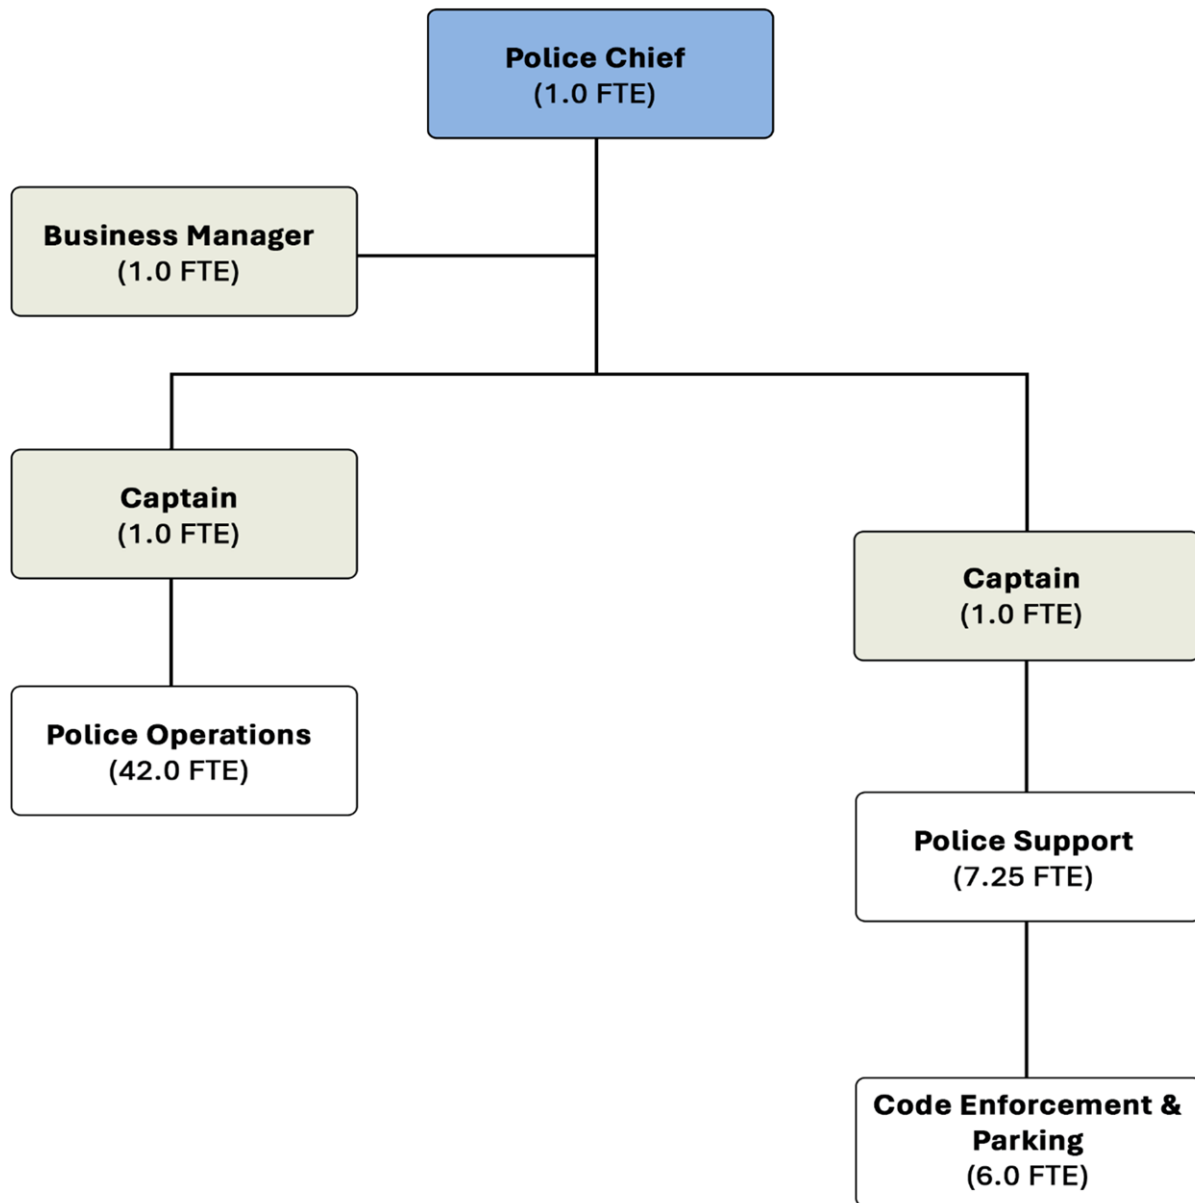 Police Chief
(1.0 FTE)
Business Manager
(1.0 FTE)
Captain
(1.0 FTE)
Captain
(1.0 FTE)
Police Operations
(42.0 FTE)
Police Support
(7.25 FTE)
Code Enforcement &
Parking
(6.0 FTE)